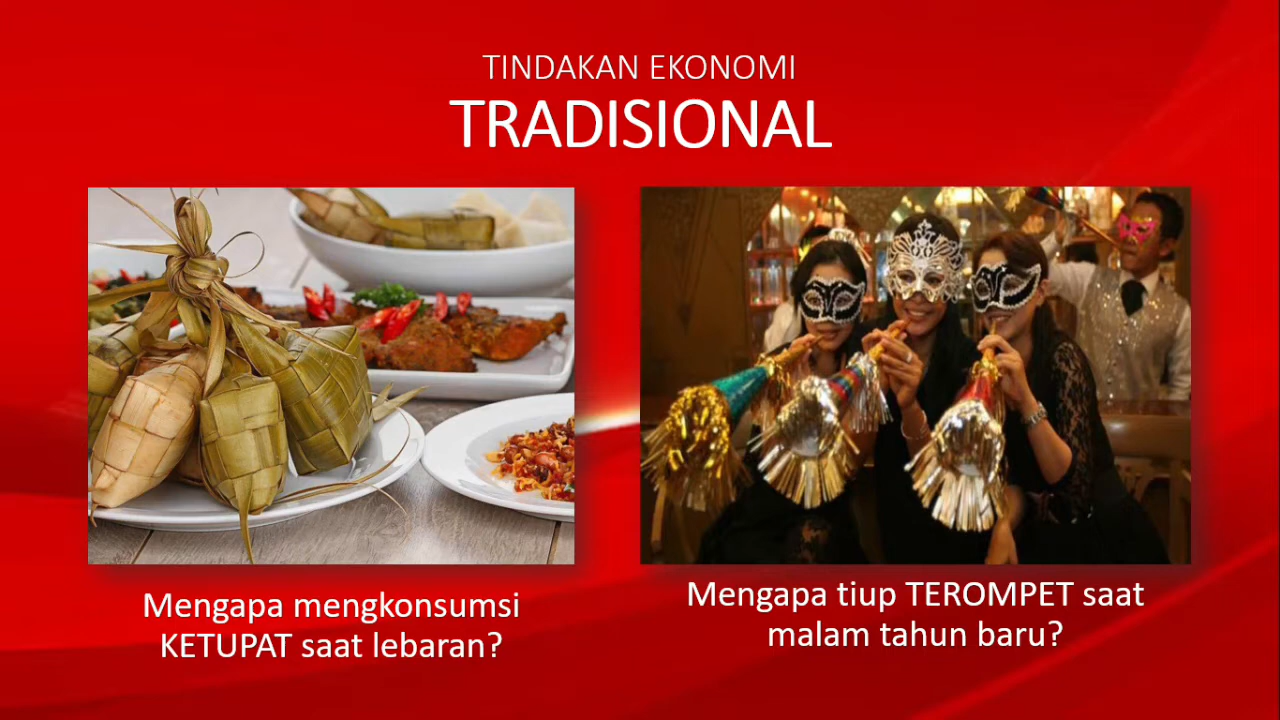 TINDAKAN EKONOMI
TRADISIONAL
Mengapa mengkonsumsi
KETUPAT saat lebaran?
Mengapa tiup TEROMPET saat
malam tahun baru?